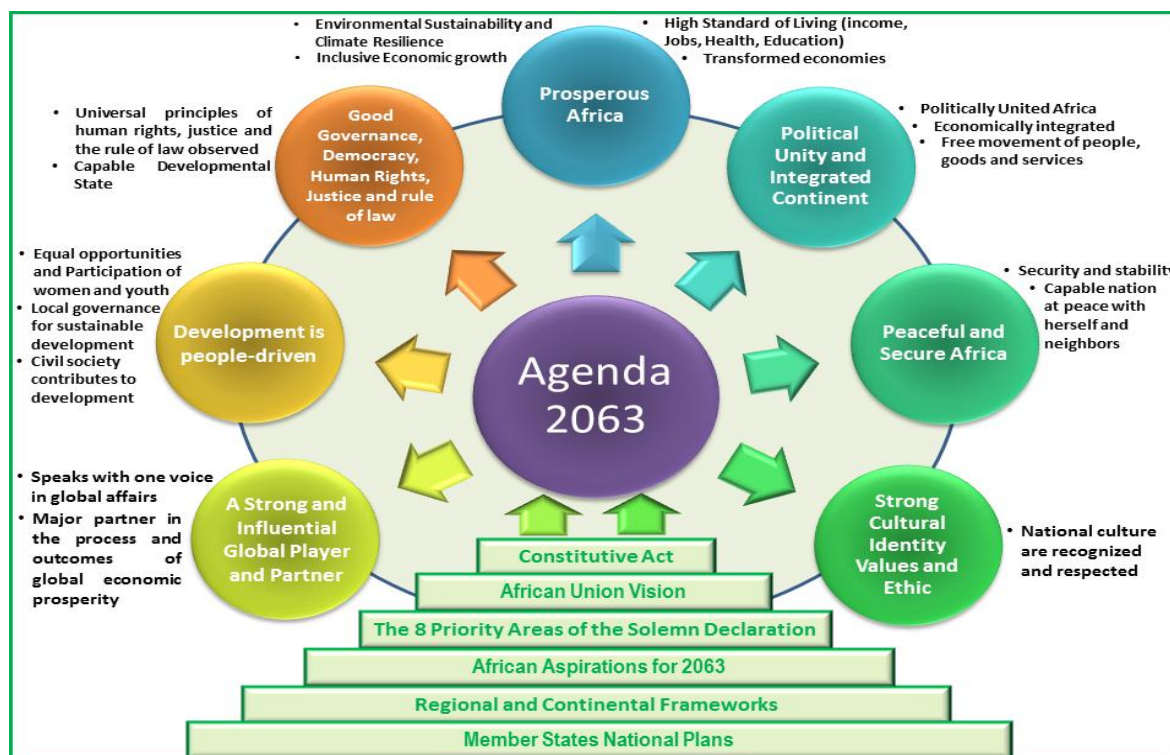 • Environmental Sustainability and
Climate Resilience
• Inclusive Economic growth
• High Standard of Living (income,
Jobs, Health, Education)
• Transformed economies
Prosperous
Africa
• Universal principles of
human rights, justice and
the rule of law observed
• Capable Developmental
State
Good
Governance,
Democracy,
Human Rights,
Justice and rule
of law
Political
Unity and
Integrated
Continent
• Politically United Africa
• Economically integrated
• Free movement of people,
goods and services
• Equal opportunities
and Participation of
women and youth
• Local governance
for sustainable
development
• Civil society
contributes to
development
Development is
people-driven
Agenda
2063
Peaceful and
Secure Africa
• Security and stability
• Capable nation
at peace with
herself and
neighbors
• Speaks with one voice
in global affairs
• Major partner in
the process and
outcomes of
global economic
prosperity
A Strong and
Influential
Global Player
and Partner
Strong
Cultural
Identity
Values and
Ethic
• National culture
are recognized
and respected
Constitutive Act
African Union Vision
The 8 Priority Areas of the Solemn Declaration
African Aspirations for 2063
Regional and Continental Frameworks
Member States National Plans